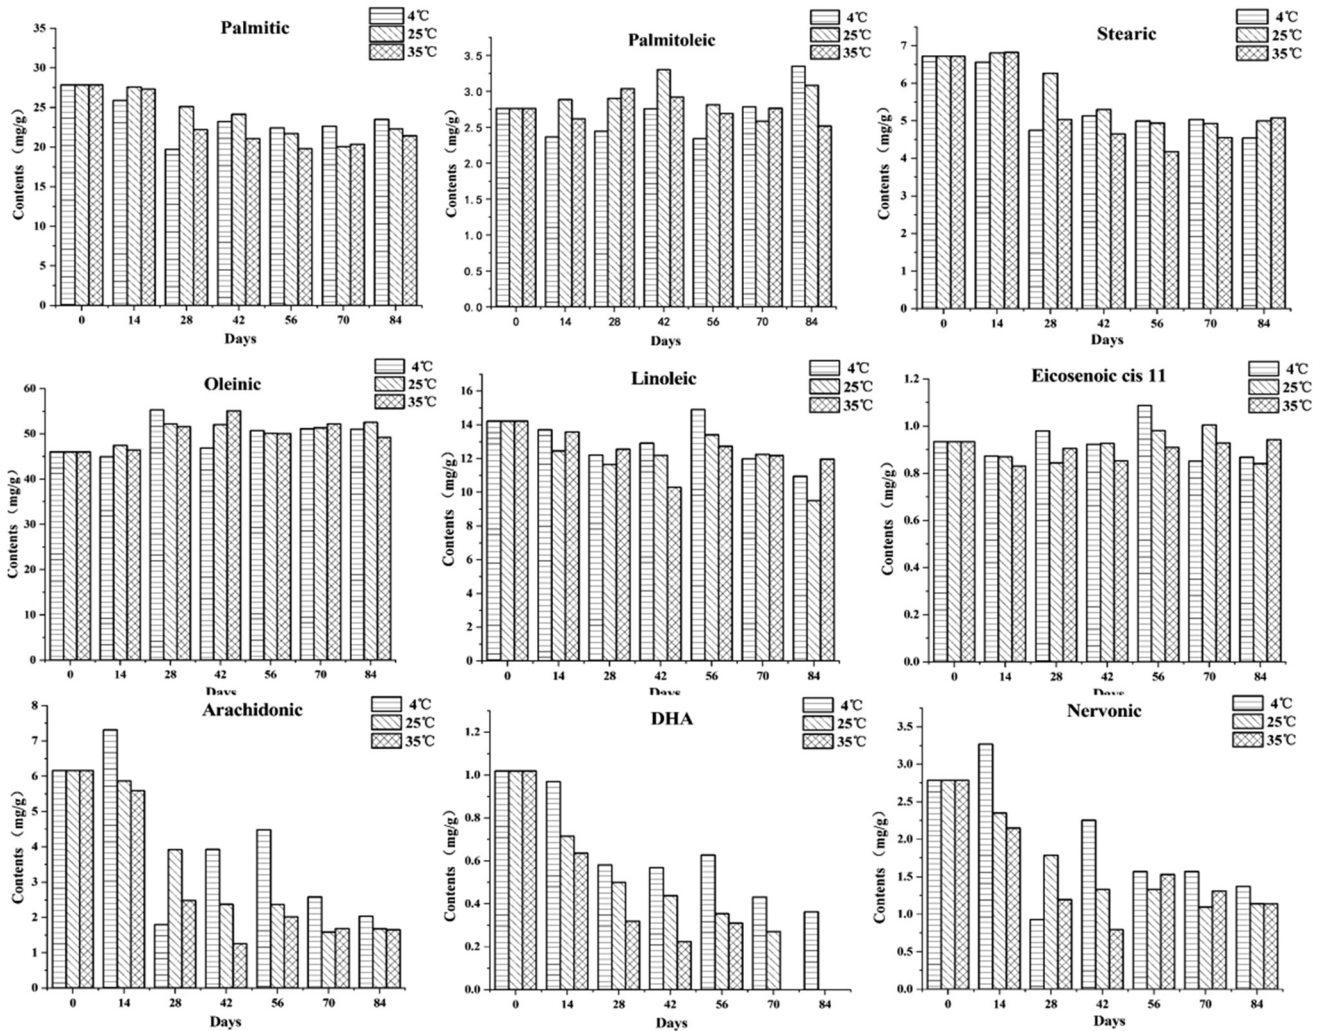 Palmitic
4℃
25℃
35℃
Contents（mg/g）
35
30
25
20
15
10
5
0
0 14 28 42 56 70 84
Days
Palmitoleic
4℃
25℃
35℃
Contents（mg/g）
3.5
3.0
2.5
2.0
1.5
1.0
0.5
0.0
0 14 28 42 56 70 84
Days
Stearic
4℃
25℃
35℃
Contents（mg/g）
7
6
5
4
3
2
1
0
0 14 28 42 56 70 84
Days
Oleinic
4℃
25℃
35℃
Contents（mg/g）
60
50
40
30
20
10
0
0 14 28 42 56 70 84
Days
Linoleic
4℃
25℃
35℃
Contents（mg/g）
16
14
12
10
8
6
4
2
0
0 14 28 42 56 70 84
Days
Eicosenoic cis 11
4℃
25℃
35℃
Contents（mg/g）
1.2
1.0
0.8
0.6
0.4
0.2
0.0
0 14 28 42 56 70 84
Days
Arachidonic
4℃
25℃
35℃
Contents（mg/g）
8
7
6
5
4
3
2
1
0
0 14 28 42 56 70 84
Days
DHA
4℃
25℃
35℃
Contents（mg/g）
1.2
1.0
0.8
0.6
0.4
0.2
0.0
0 14 28 42 56 70 84
Days
Nervonic
4℃
25℃
35℃
Contents（mg/g）
3.5
3.0
2.5
2.0
1.5
1.0
0.5
0.0
0 14 28 42 56 70 84
Days